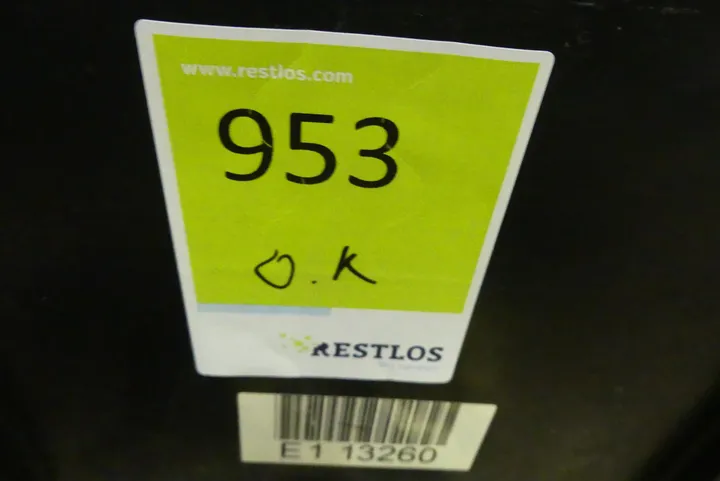 www.restlos.com
953
O.K
RESTLOS
E1 13260